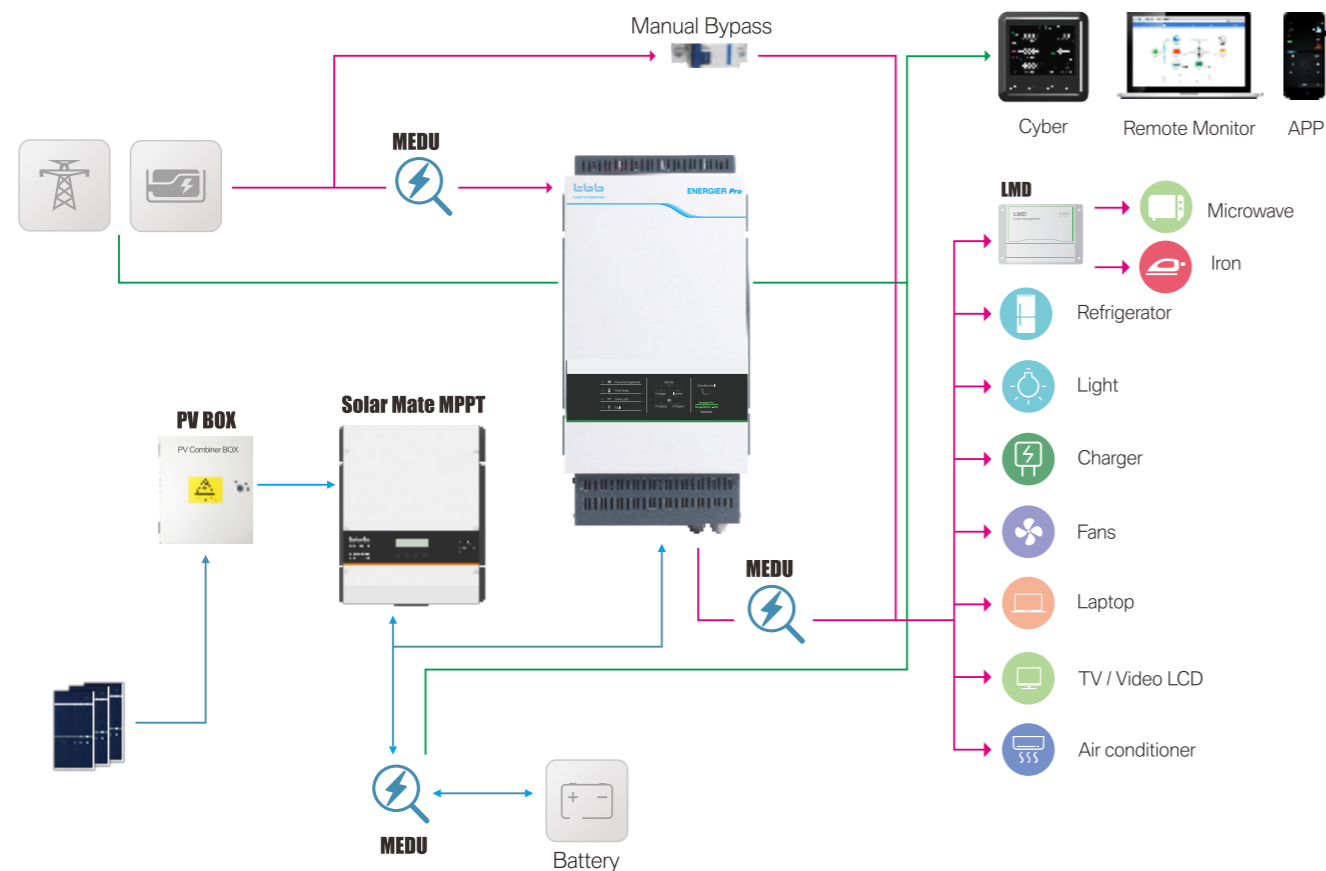 Manual Bypass
Cyber
Remote Monitor
APP
MEDU
tbb
ENERGIER Pro
LMD
LMD
Microwave
Iron
Refrigerator
Light
Charger
Fans
Laptop
TV / Video LCD
Air conditioner
Solar Mate MPPT
PV BOX
PV Combiner BOX
MEDU
MEDU
Battery